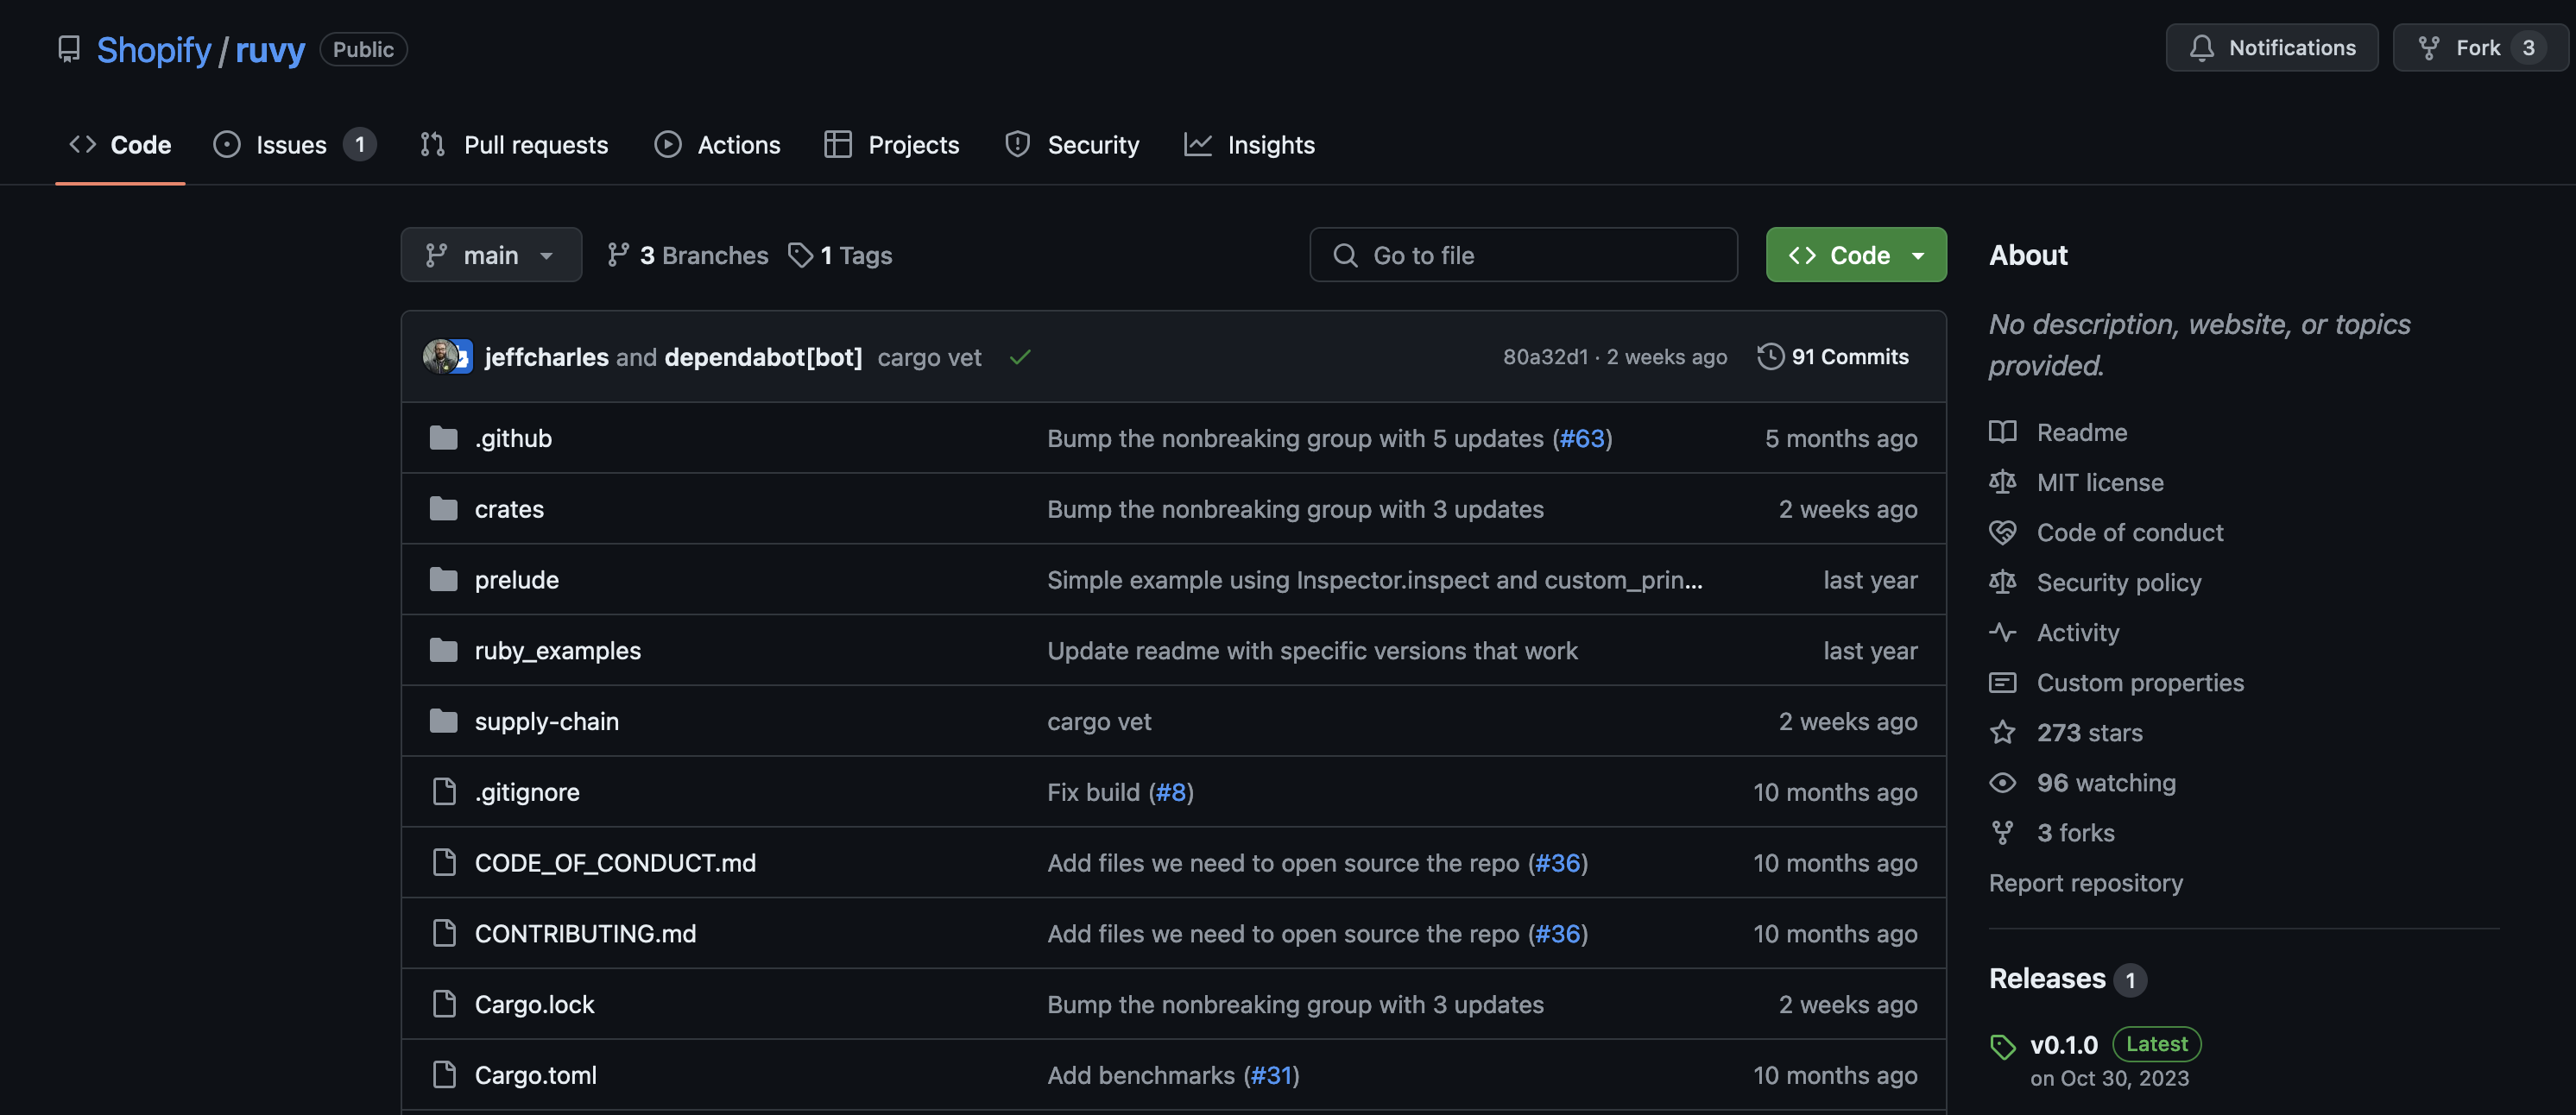 Shopify / ruvy Public
Notifications
Fork 3
Code
Issues 1
Pull requests
Actions
Projects
Security
Insights
main
3 Branches
1 Tags
Go to file
Code
jeffcharles and dependabot[bot] cargo vet
80a32d1 · 2 weeks ago
91 Commits
.github Bump the nonbreaking group with 5 updates (#63) 5 months ago
crates Bump the nonbreaking group with 3 updates 2 weeks ago
prelude Simple example using Inspector.inspect and custom_prin... last year
ruby_examples Update readme with specific versions that work last year
supply-chain cargo vet 2 weeks ago
.gitignore Fix build (#8) 10 months ago
CODE_OF_CONDUCT.md Add files we need to open source the repo (#36) 10 months ago
CONTRIBUTING.md Add files we need to open source the repo (#36) 10 months ago
Cargo.lock Bump the nonbreaking group with 3 updates 2 weeks ago
Cargo.toml Add benchmarks (#31) 10 months ago
About
No description, website, or topics
provided.
Readme
MIT license
Code of conduct
Security policy
Activity
Custom properties
273 stars
96 watching
3 forks
Report repository
Releases 1
v0.1.0 Latest
on Oct 30, 2023